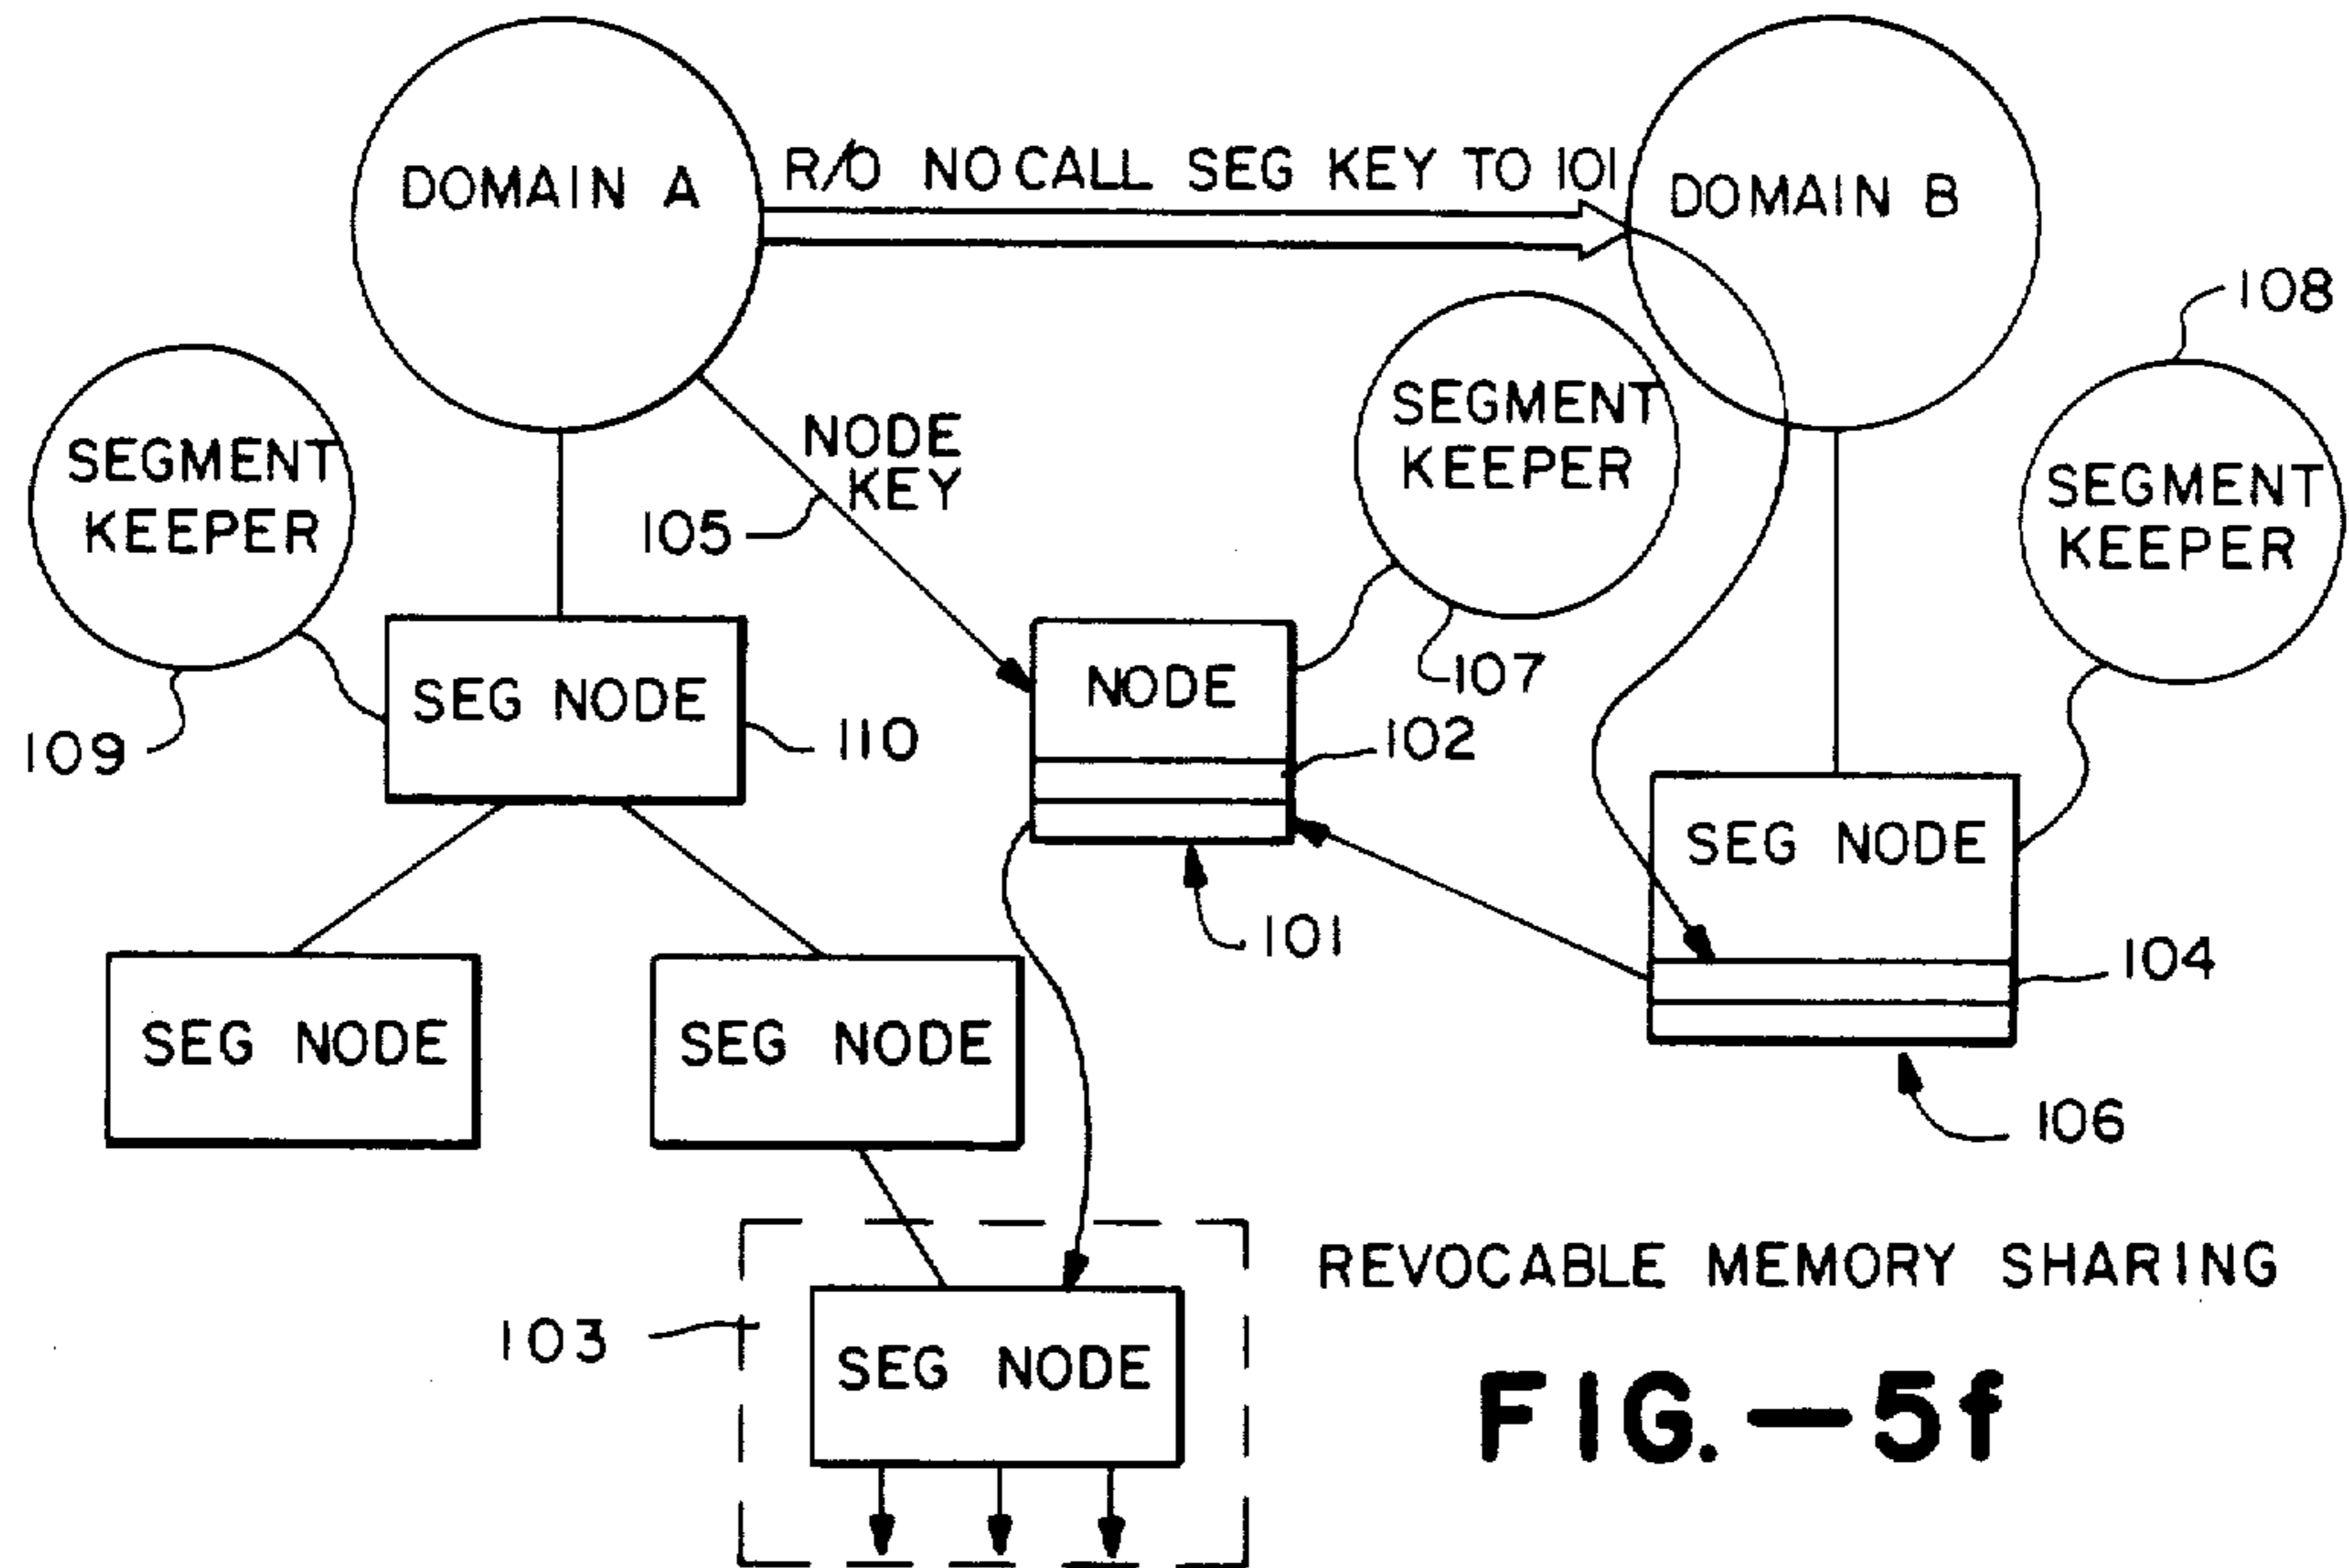 DOMAIN A
R/O NO CALL SEG KEY TO 101
DOMAIN B
108
SEGMENT
KEEPER
NODE
KEY
105
SEGMENT
KEEPER
107
SEGMENT
KEEPER
109
SEG NODE
110
NODE
102
101
SEG NODE
104
106
SEG NODE
SEG NODE
103
SEG NODE
REVOCABLE MEMORY SHARING
FIG.—5f